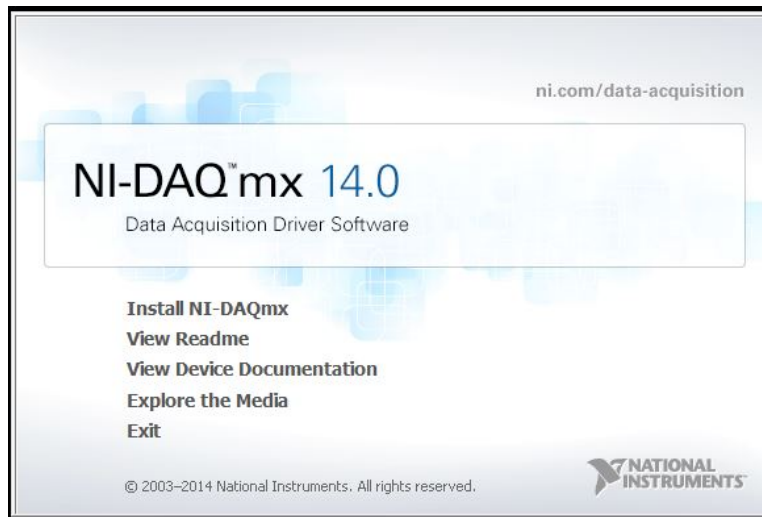 ni.com/data-acquisition
NI-DAQ™mx 14.0
Data Acquisition Driver Software
Install NI-DAQmx
View Readme
View Device Documentation
Explore the Media
Exit
© 2003–2014 National Instruments. All rights reserved.
NATIONAL
INSTRUMENTS™